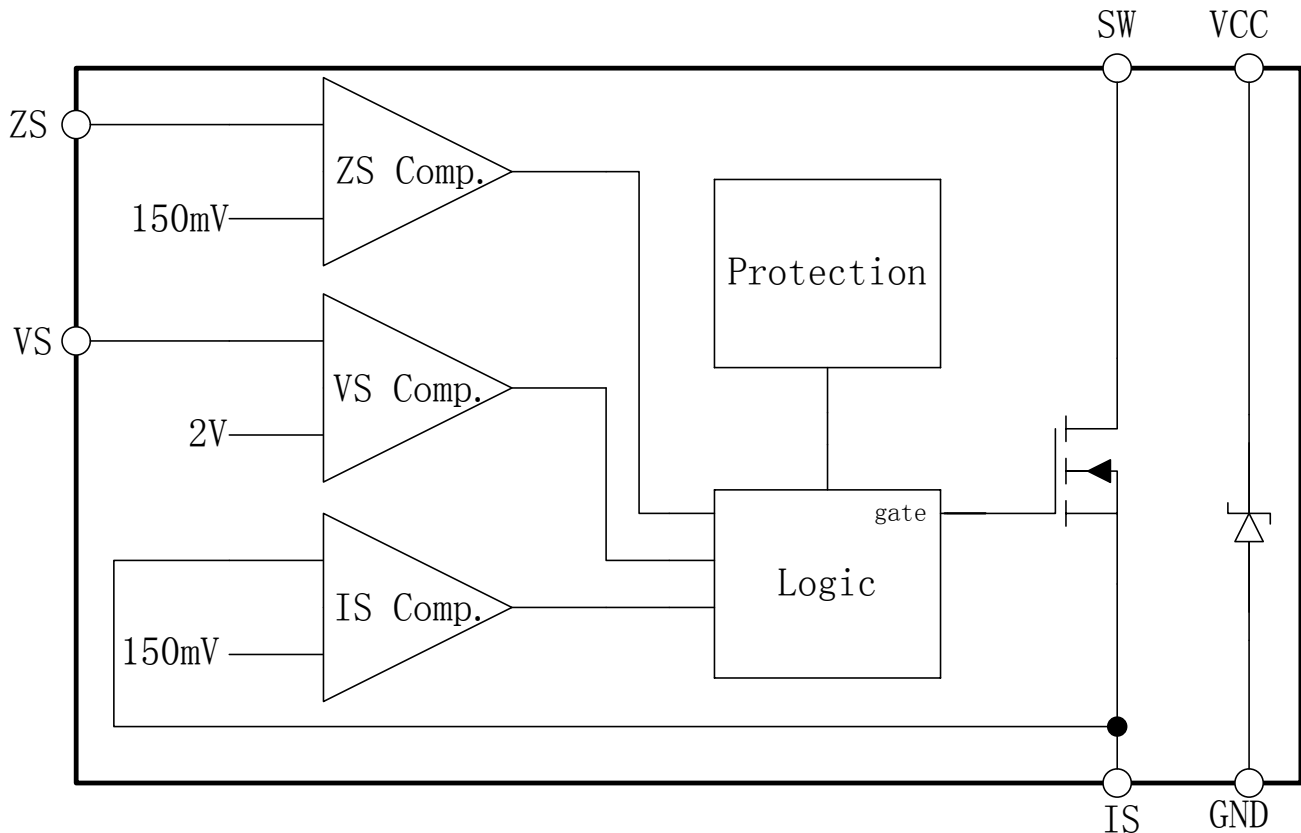 SW
VCC
ZS
ZS Comp.
150mV
Protection
VS
VS Comp.
2V
gate
Logic
IS Comp.
150mV
IS
GND